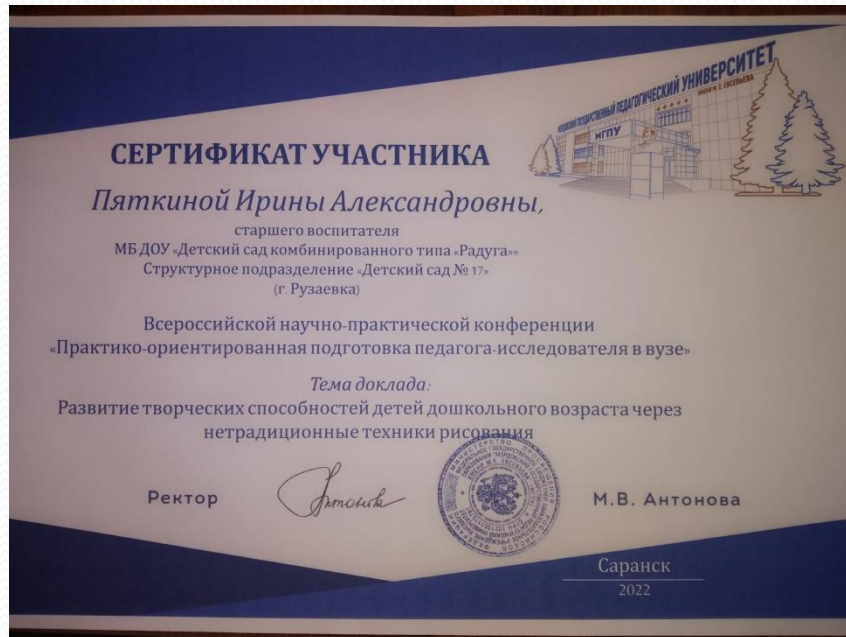 МОРДОВСКИЙ ГОСУДАРСТВЕННЫЙ ПЕДАГОГИЧЕСКИЙ УНИВЕРСИТЕТ
ИМЕНИ М. Е. ЕВСЕВЬЕВА
МГПУ
СЕРТИФИКАТ УЧАСТНИКА
Пяткиной Ирины Александровны,
старшего воспитателя
МБ ДОУ «Детский сад комбинированного типа «Радуга»»
Структурное подразделение «Детский сад № 17»
(г. Рузаевка)
Всероссийской научно-практической конференции
«Практико-ориентированная подготовка педагога-исследователя в вузе»
Тема доклада:
Развитие творческих способностей детей дошкольного возраста через
нетрадиционные техники рисования
Ректор
М.В. Антонова
Саранск
2022